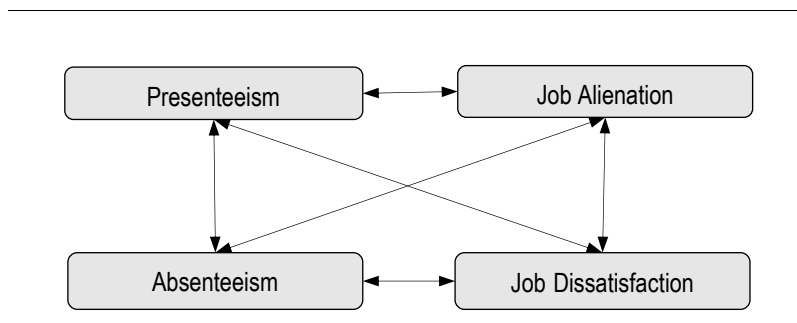 Presenteeism
Job Alienation
Absenteeism
Job Dissatisfaction